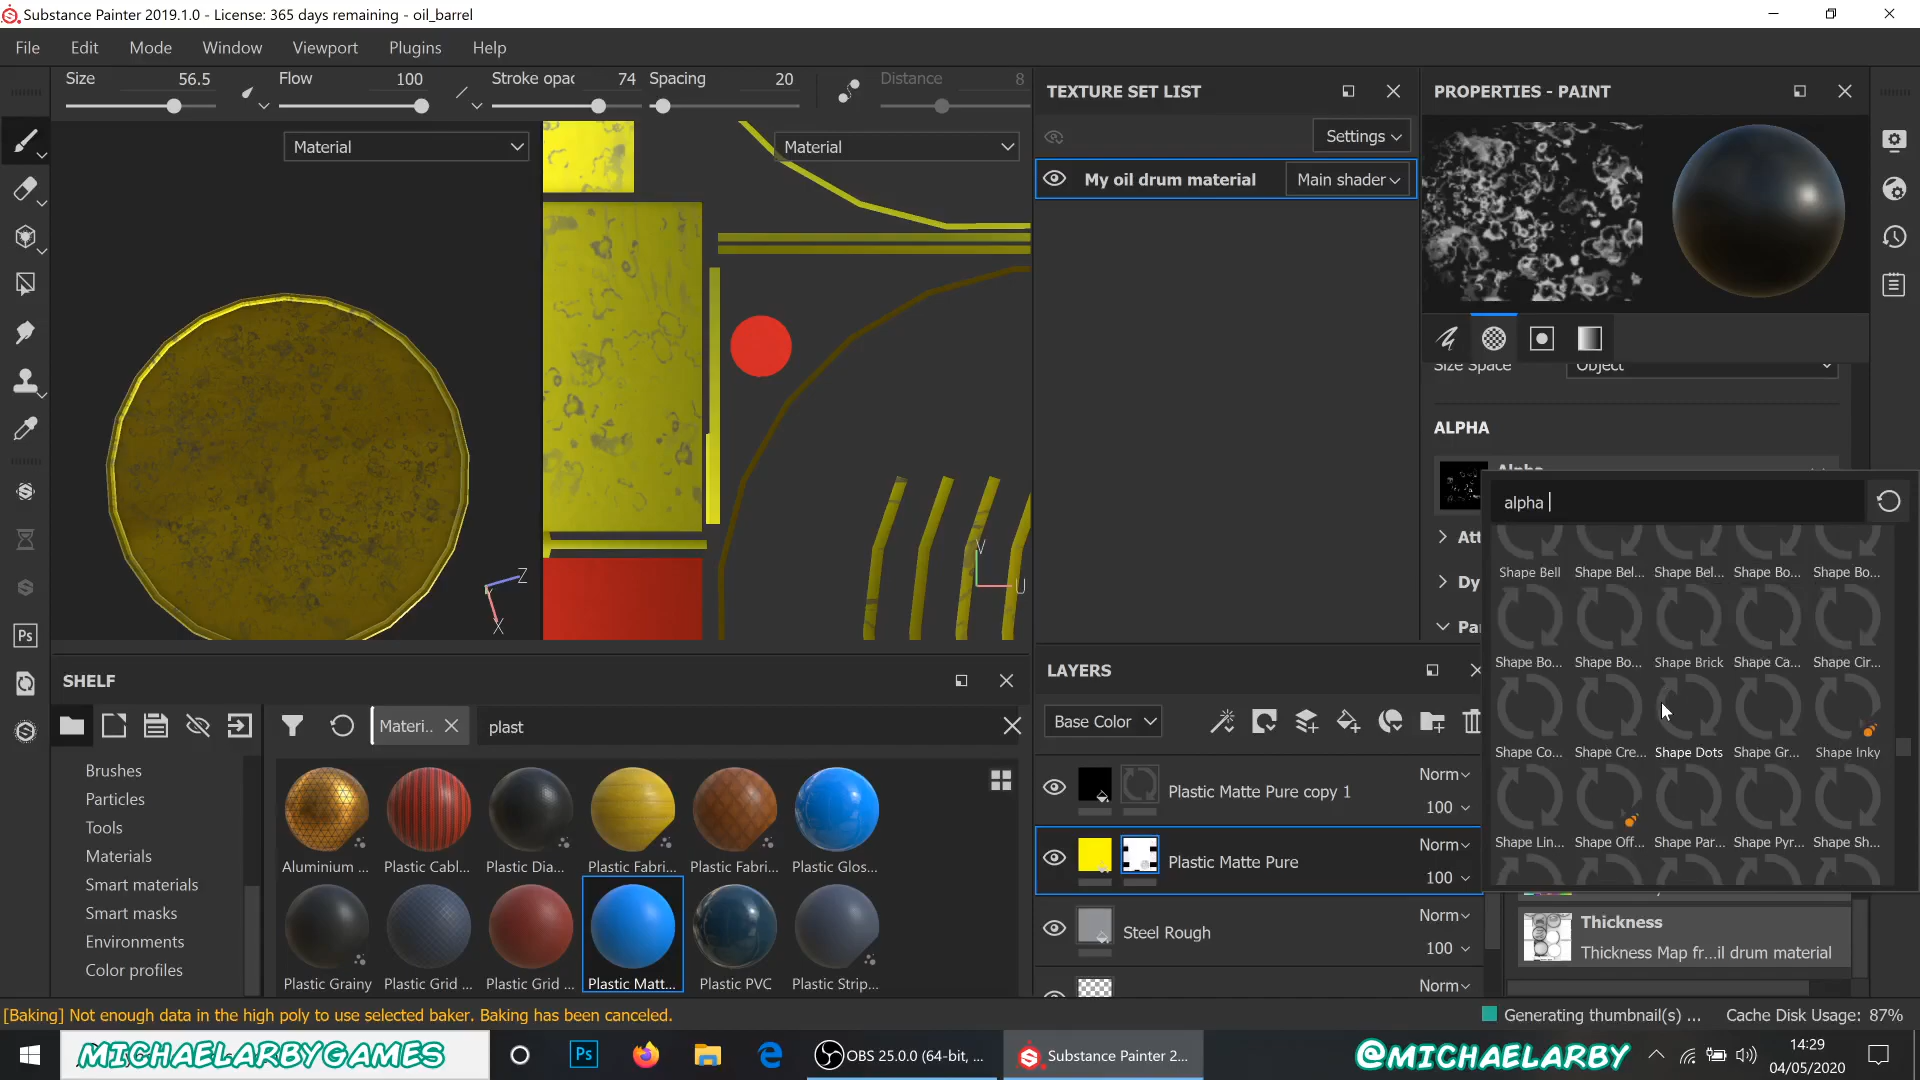 Substance Painter 2019.1.0 - License: 365 days remaining - oil_barrel
File Edit Mode Window Viewport Plugins Help
Size 56.5 Flow 100 Stroke opac 74 Spacing 20 Distance 8
Material
Material
Z
X
V
U
TEXTURE SET LIST
Settings
My oil drum material Main shader
PROPERTIES - PAINT
Size Space Object
ALPHA
Alpha
alpha
Att
Dy
Pa
Shape Bell Shape Bel... Shape Bel... Shape Bo... Shape Bo...
Shape Bo... Shape Bo... Shape Brick Shape Ca... Shape Cir...
Shape Co... Shape Cre... Shape Dots Shape Gr... Shape Inky
Shape Lin... Shape Off... Shape Par... Shape Pyr... Shape Sh...
Thickness
Thickness Map fr...il drum material
SHELF
Materi.. plast
Brushes
Particles
Tools
Materials
Smart materials
Smart masks
Environments
Color profiles
Aluminium ... Plastic Cabl... Plastic Dia... Plastic Fabri... Plastic Fabri... Plastic Glos...
Plastic Grainy Plastic Grid ... Plastic Grid ... Plastic Matt... Plastic PVC Plastic Strip...
LAYERS
Base Color
Plastic Matte Pure copy 1 Norm 100
Plastic Matte Pure Norm 100
Steel Rough Norm 100
Norm
[Baking] Not enough data in the high poly to use selected baker. Baking has been canceled.
Generating thumbnail(s) ... Cache Disk Usage: 87%
MICHAELARBYGAMES
Ps
Ps
OBS 25.0.0 (64-bit, ...
Substance Painter 2...
@MICHAELARBY
14:29
04/05/2020